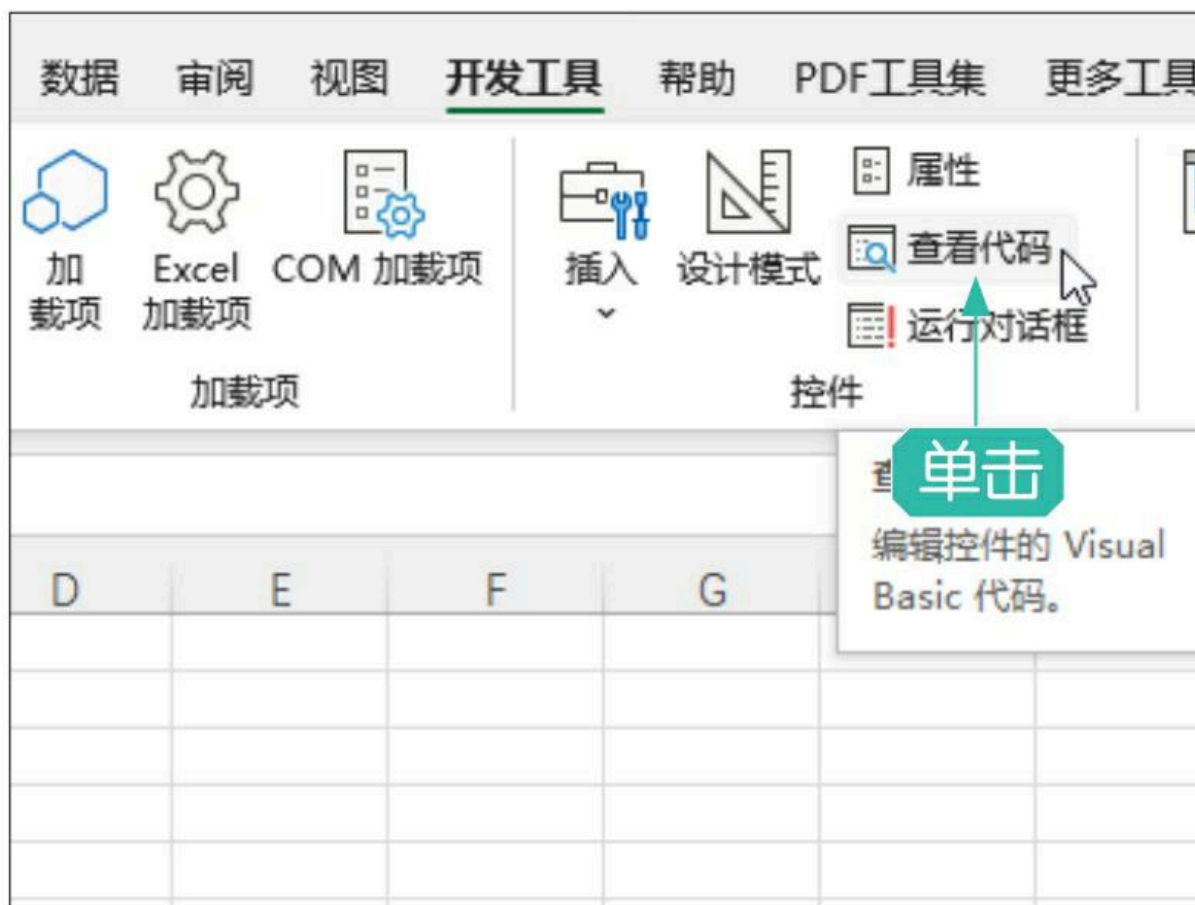 数据 审阅 视图 开发工具 帮助 PDF工具集 更多工具
加
载项
Excel
加载项
COM 加载项
插入
设计模式
属性
查看代码
运行对话框
加载项
控件
单击
编辑控件的 Visual
Basic 代码。
D E F G